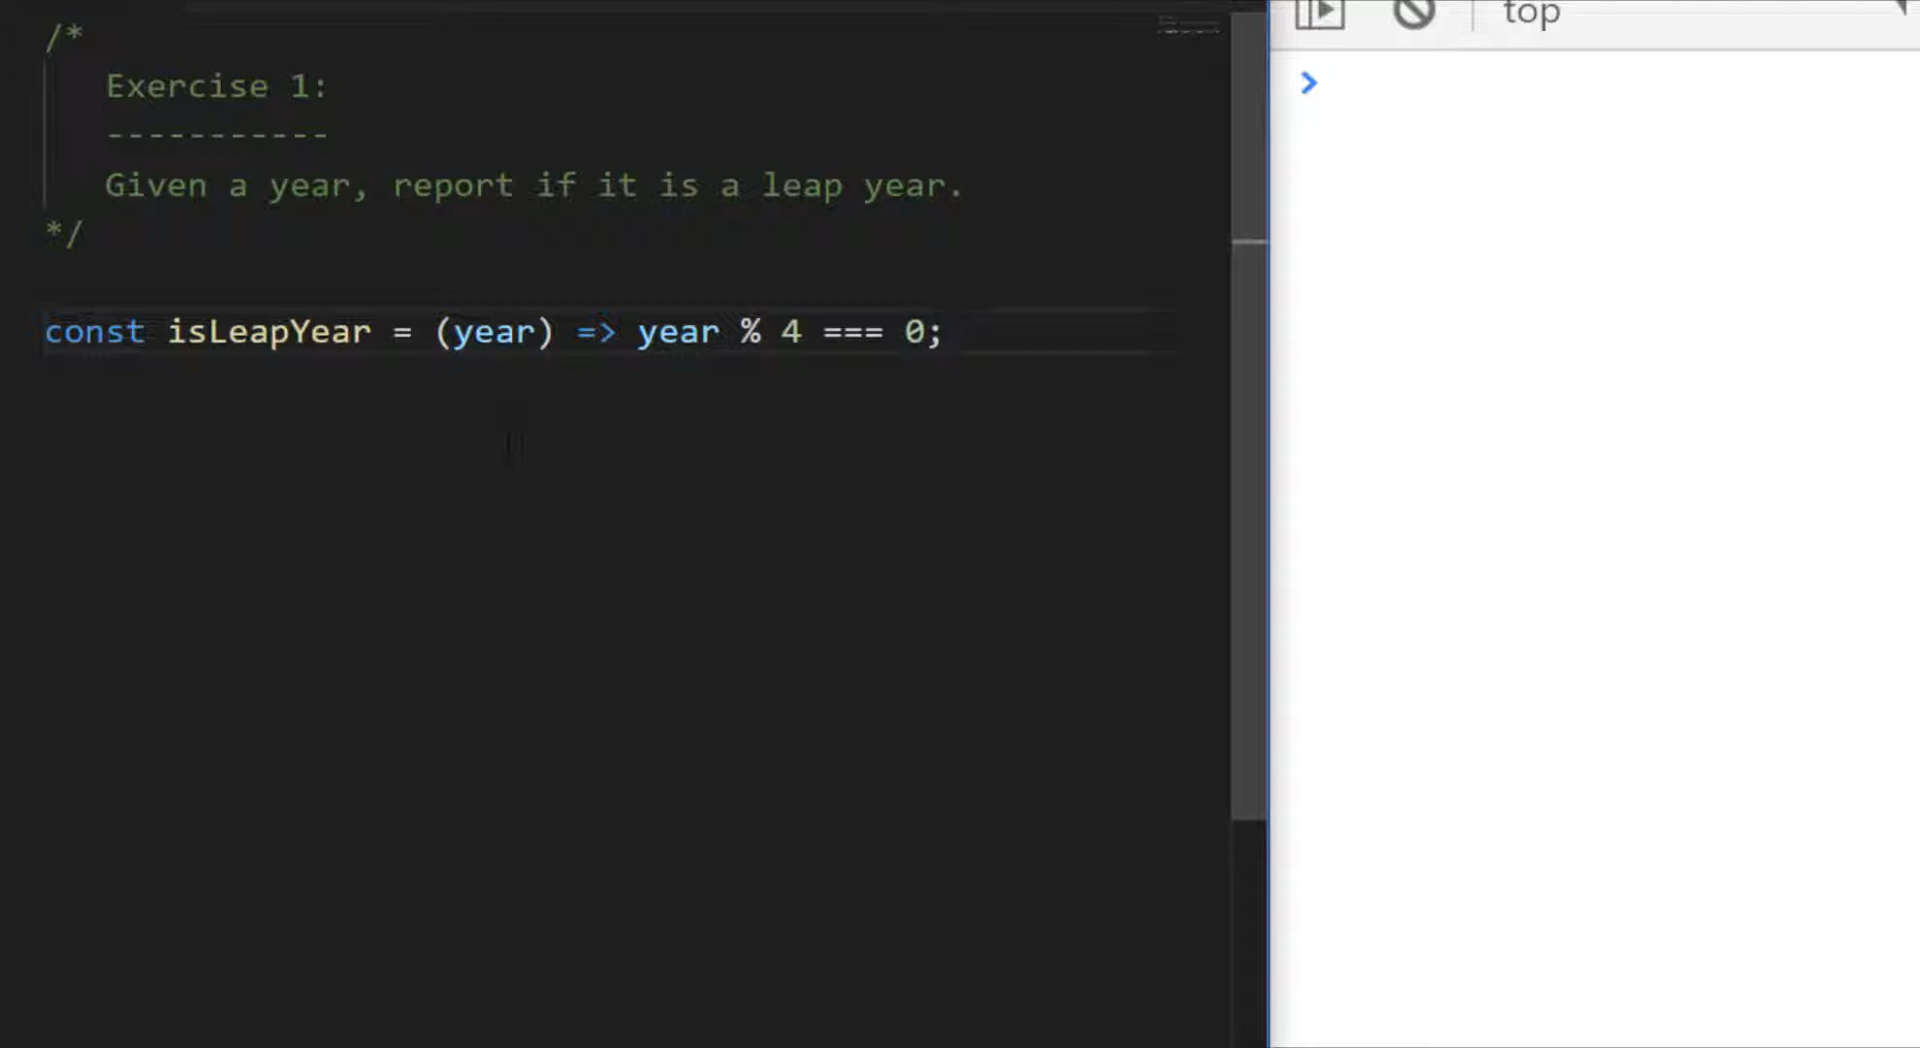 /*
Exercise 1:
-----------
Given a year, report if it is a leap year.
*/
const isLeapYear = (year) => year % 4 === 0;
top
>